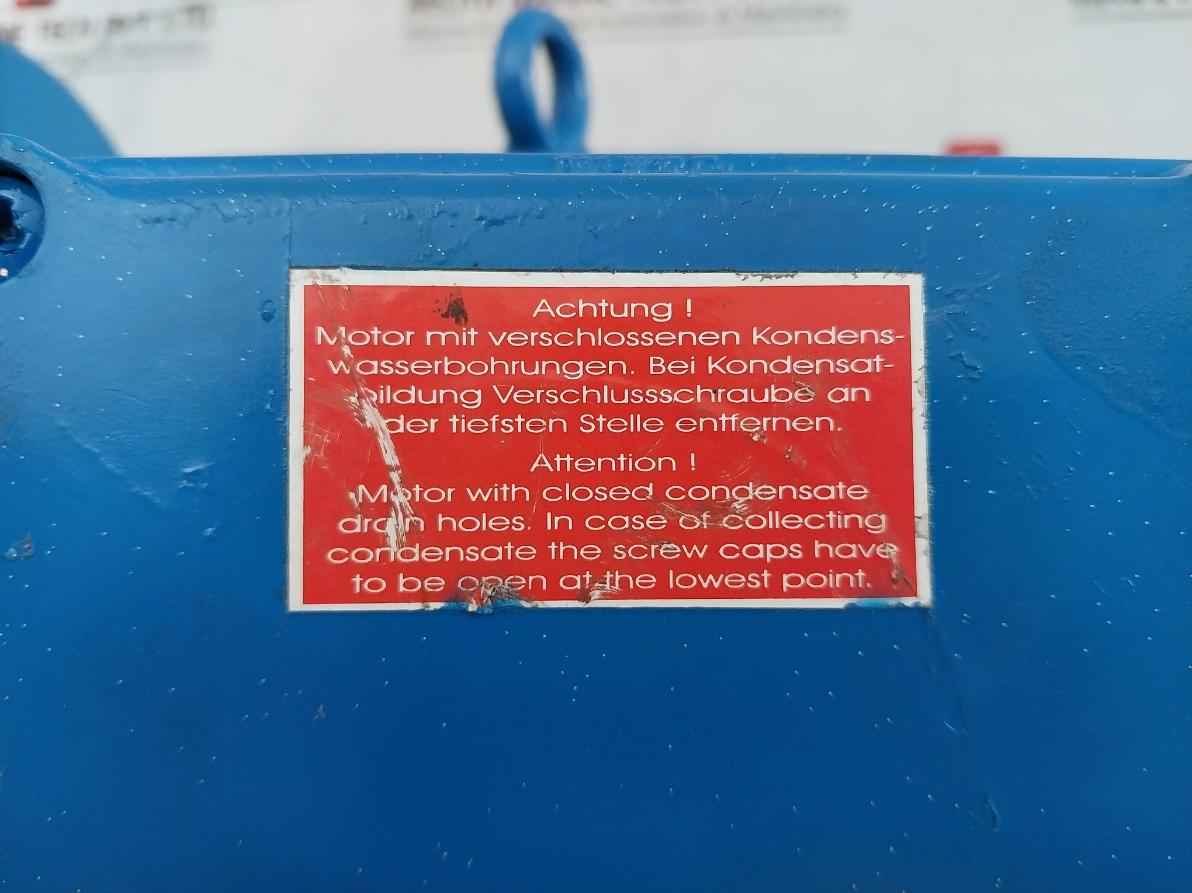 Achtung !
Motor mit verschlossenen Kondens-
wasserbohrungen. Bei Kondensat-
bildung Verschlussschraube an
der tiefsten Stelle entfernen.
Attention !
Motor with closed condensate
drain holes. In case of collecting
condensate the screw caps have
to be open at the lowest point.